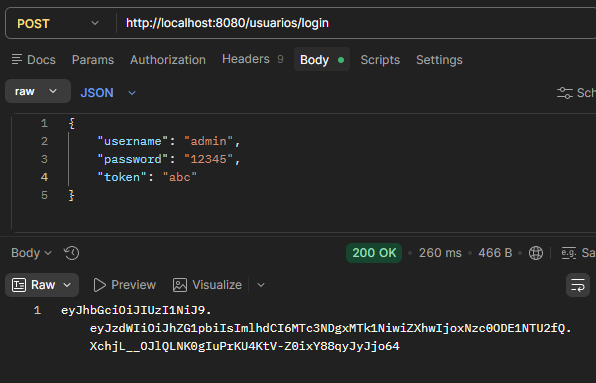 POST http://localhost:8080/usuarios/login
Docs Params Authorization Headers 9 Body Scripts Settings
raw JSON Sch
1 {
2 "username": "admin",
3 "password": "12345",
4 "token": "abc"
5 }
Body 200 OK 260 ms 466 B e.g. Sa
Raw Preview Visualize
1 eyJhbGciOiJIUzI1NiJ9.
eyJzdWIiOiJhZG1pbiIsImlhdCI6MTc3NDgxMTk1NiwiZXhwIjoxNzc0ODE1NTU2fQ.
XchjL__OJlQLNK0gIuPrKU4KtV-Z0ixY88qyJyJjo64